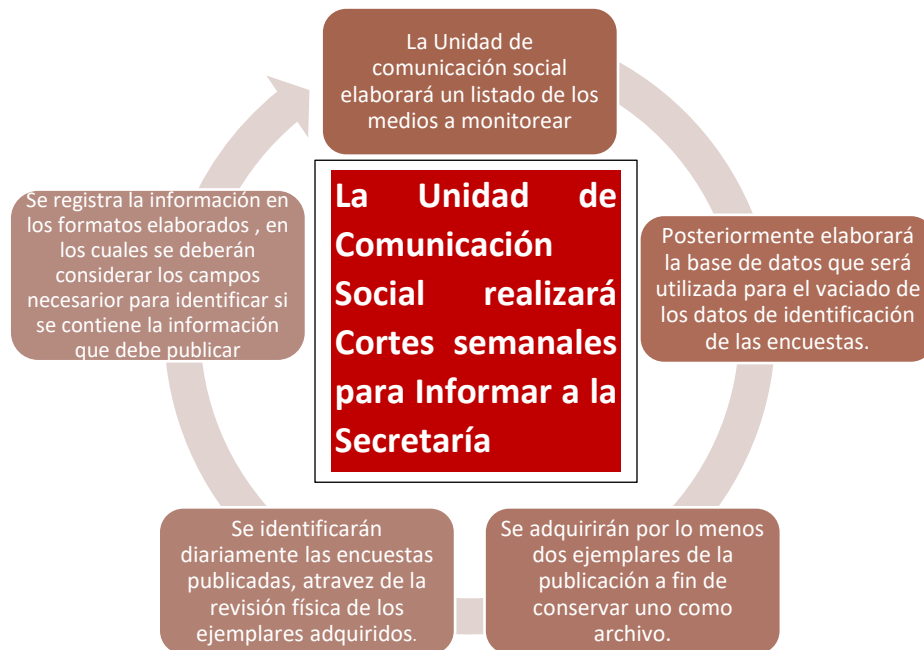 La Unidad de
comunicación social
elaborará un listado de los
medios a monitorear
Posteriormente elaborará
la base de datos que será
utilizada para el vaciado de
los datos de identificación
de las encuestas.
Se adquirirán por lo menos
dos ejemplares de la
publicación a fin de
conservar uno como
archivo.
Se identificarán
diariamente las encuestas
publicadas, atravez de la
revisión física de los
ejemplares adquiridos.
Se registra la información en
los formatos elaborados , en
los cuales se deberán
considerar los campos
necesarior para identificar si
se contiene la información
que debe publicar
La Unidad de
Comunicación
Social realizará
Cortes semanales
para Informar a la
Secretaría